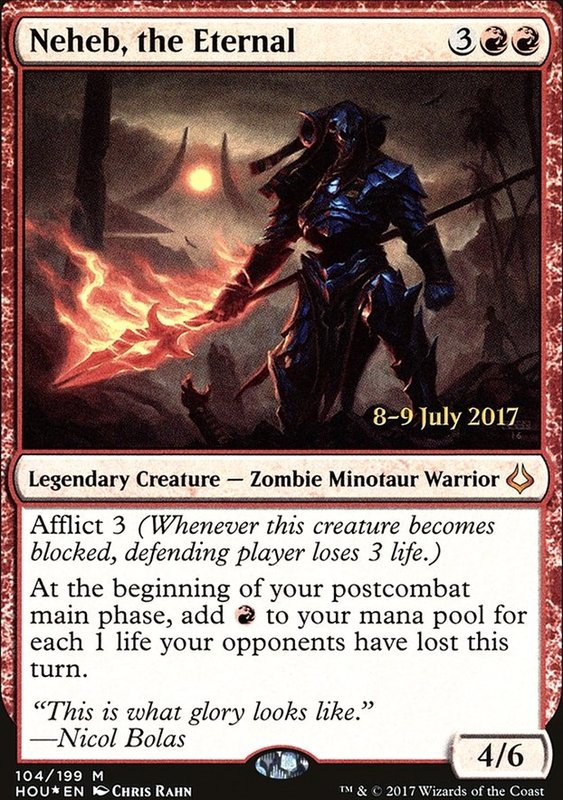 Neheb, the Eternal 3
8–9 July 2017
Legendary Creature — Zombie Minotaur Warrior
Afflict 3 (Whenever this creature becomes
blocked, defending player loses 3 life.)
At the beginning of your postcombat
main phase, add to your mana pool for
each 1 life your opponents have lost this
turn.
“This is what glory looks like.”
—Nicol Bolas
4/6
104/199 M
HOU★EN Chris Rahn
™ & © 2017 Wizards of the Coast